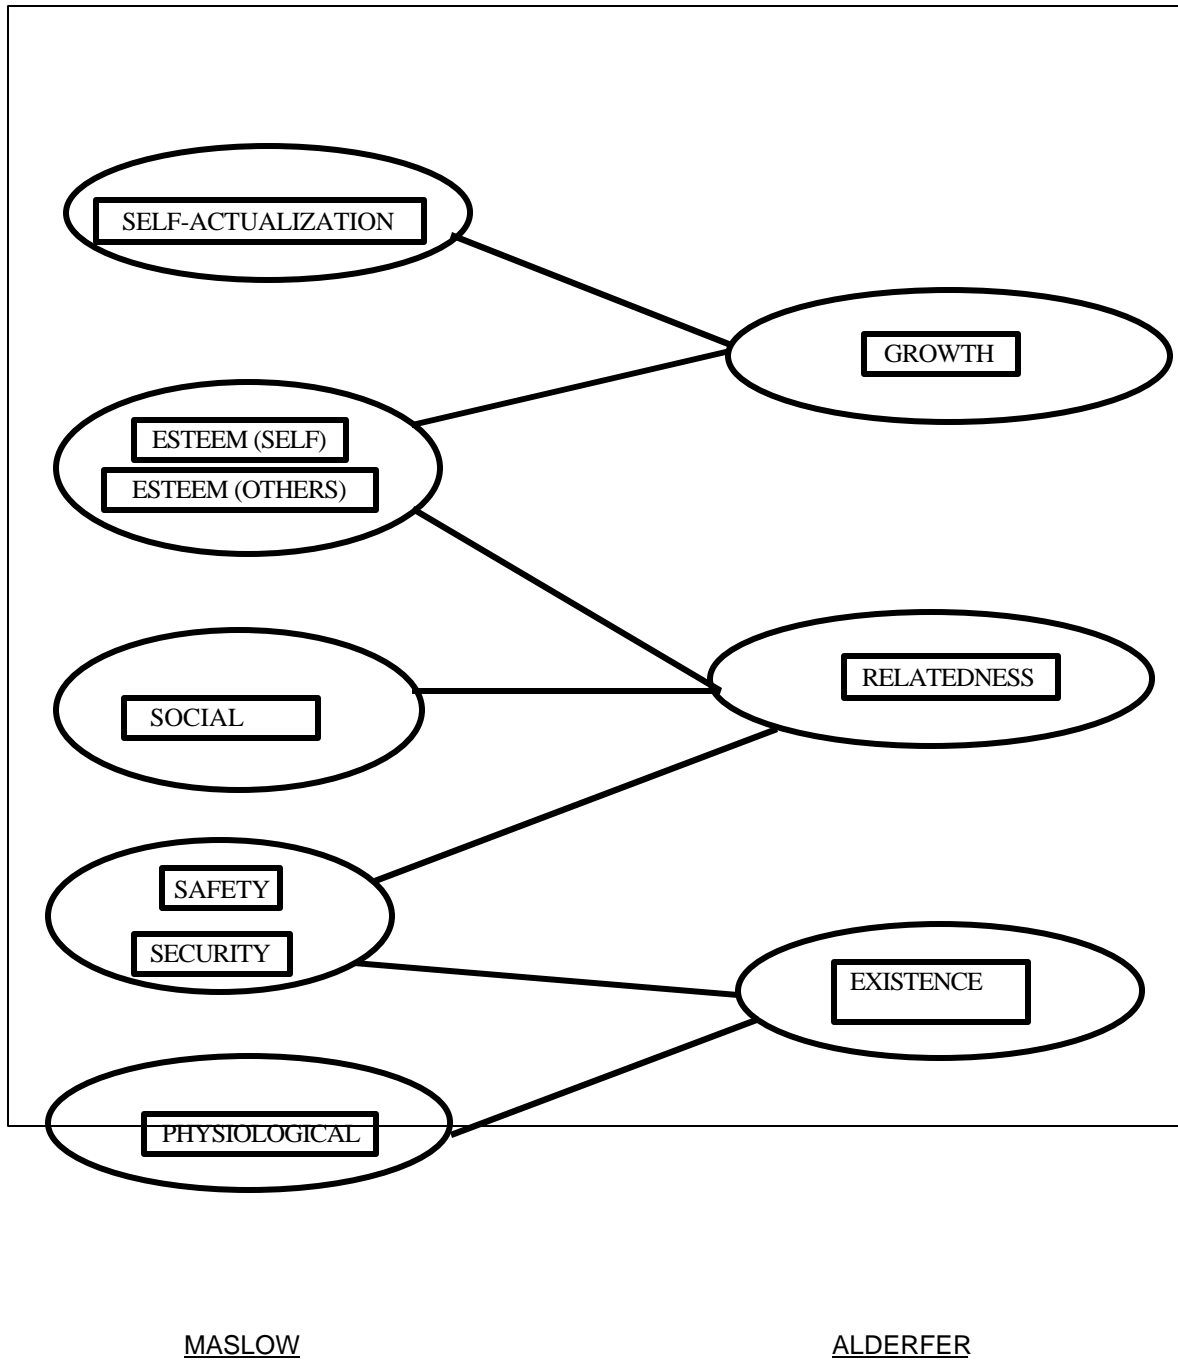 SELF-ACTUALIZATION
GROWTH
ESTEEM (SELF)
ESTEEM (OTHERS)
RELATEDNESS
SOCIAL
SAFETY
SECURITY
EXISTENCE
PHYSIOLOGICAL
MASLOW
ALDERFER